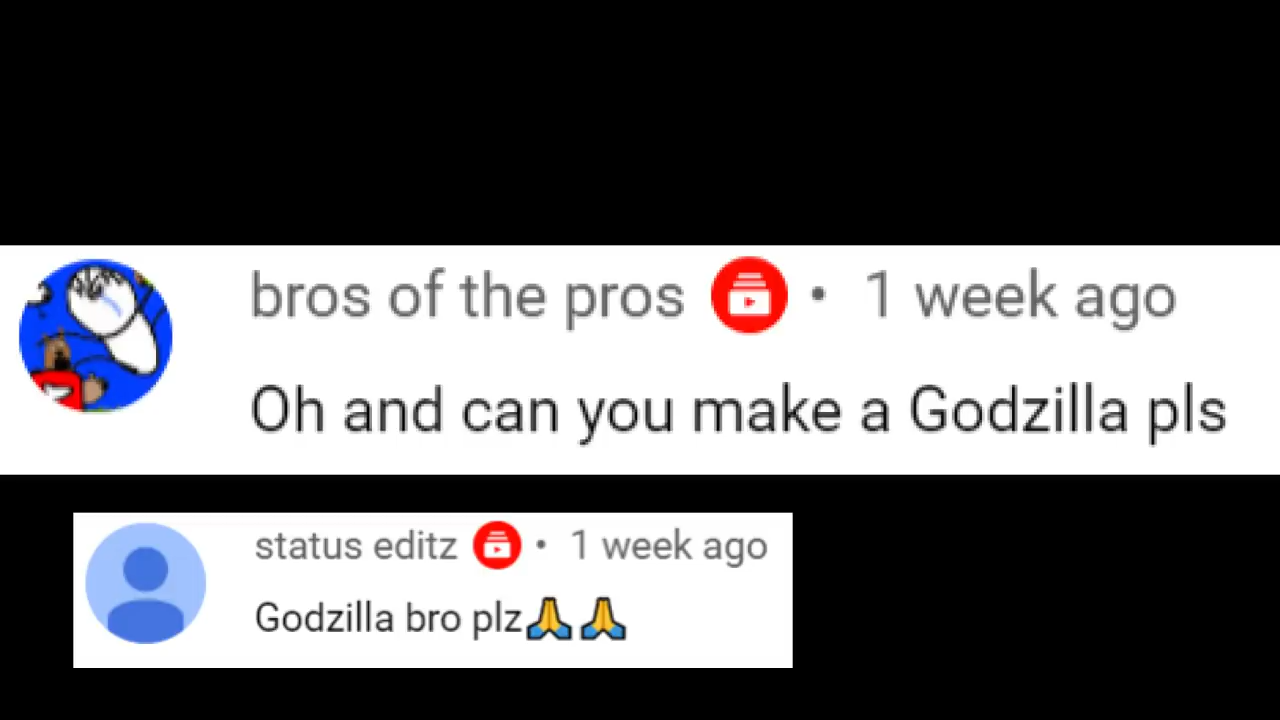 bros of the pros • 1 week ago
Oh and can you make a Godzilla pls
status editz • 1 week ago
Godzilla bro plz🙏🙏